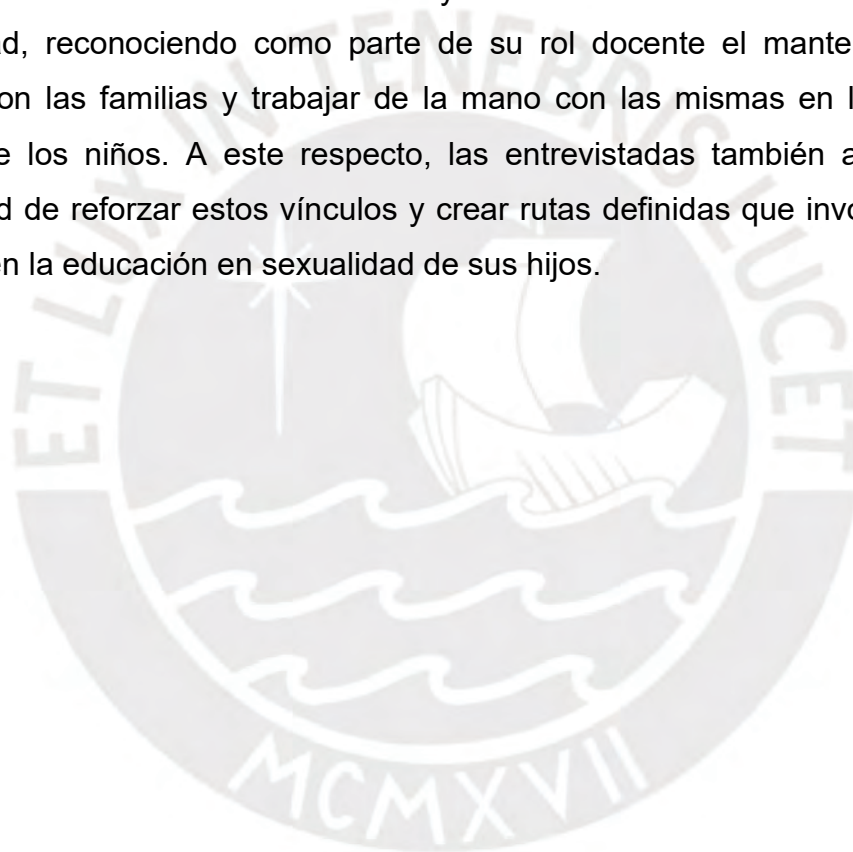 ad, reconociendo como parte de su rol docente el mante
on las familias y trabajar de la mano con las mismas en l
e los niños. A este respecto, las entrevistadas también a
d de reforzar estos vínculos y crear rutas definidas que invo
en la educación en sexualidad de sus hijos.
ET LUX IN TENEBRIS LUCET
MCMXVII